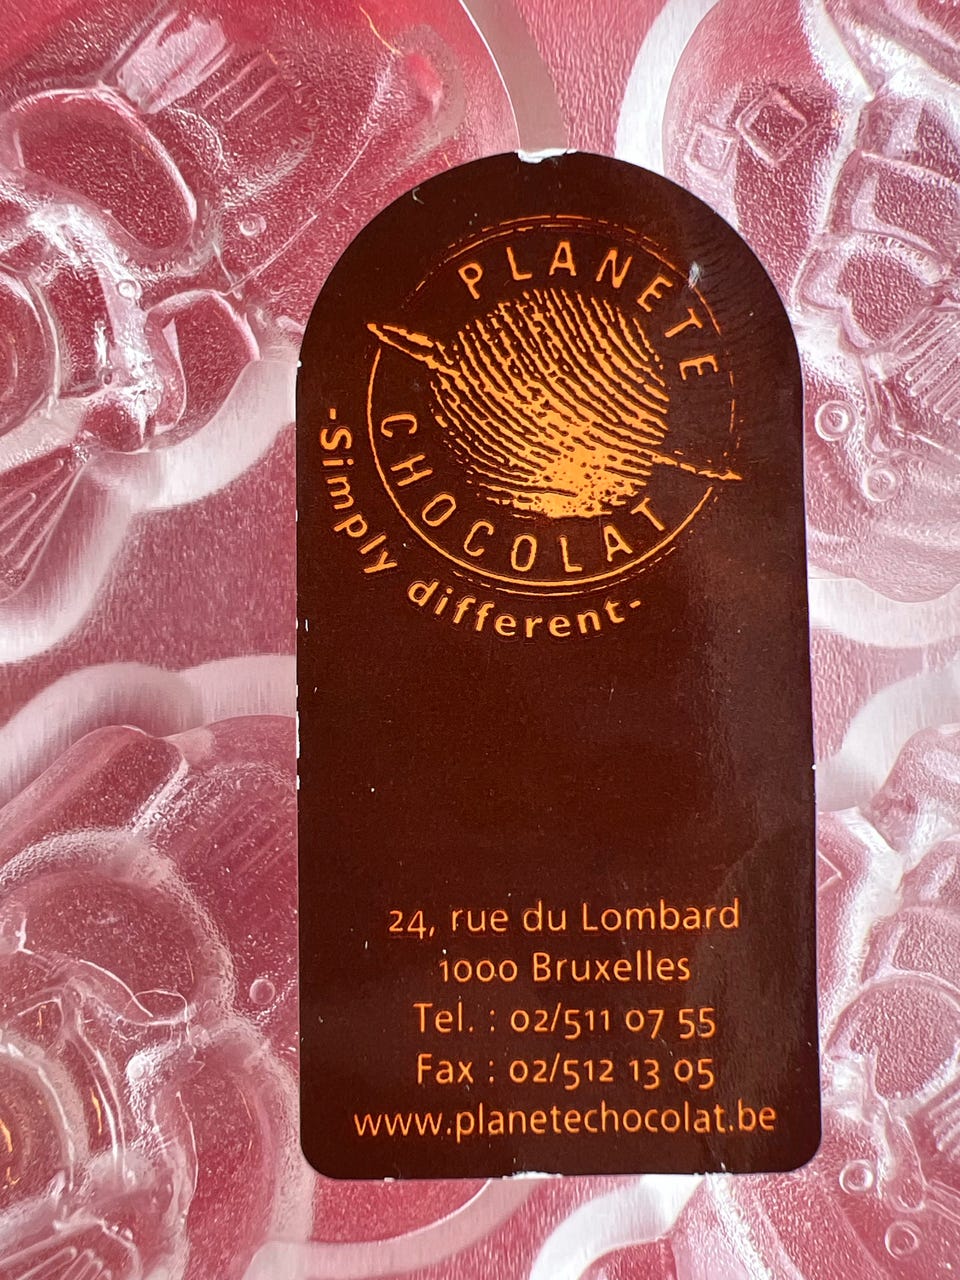 PLANETE
CHOCOLAT
-Simply different-
24, rue du Lombard
1000 Bruxelles
Tel. : 02/511 07 55
Fax : 02/512 13 05
www.planetechocolat.be